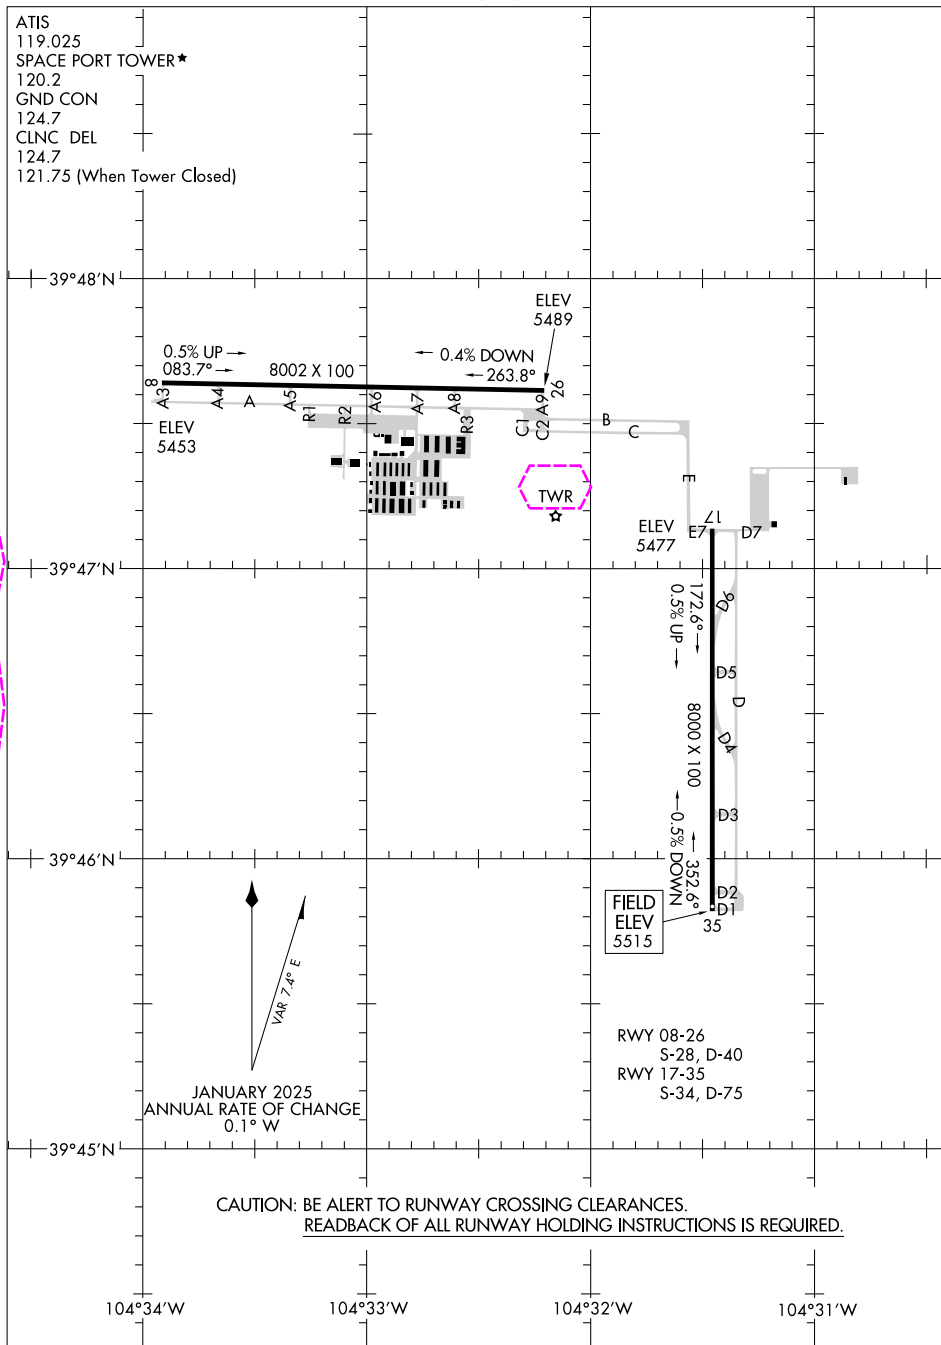 ATIS
119.025
SPACE PORT TOWER★
120.2
GND CON
124.7
CLNC DEL
124.7
121.75 (When Tower Closed)
39°48'N
ELEV
5489
0.5% UP →
← 0.4% DOWN
083.7° →
8002 X 100
← 263.8°
8
26
A3
A4
A
A5
R1
R2
A6
A7
A8
R3
C1
C2
A9
B
C
ELEV
5453
E
TWR
ELEV
5477
E7
17
D7
39°47'N
172.6° →
0.5% UP →
D6
D5
D
8000 X 100
D4
D3
← 0.5% DOWN
← 352.6°
39°46'N
D2
D1
FIELD
ELEV
5515
35
VAR 7.4° E
JANUARY 2025
ANNUAL RATE OF CHANGE
0.1° W
RWY 08-26
S-28, D-40
RWY 17-35
S-34, D-75
39°45'N
CAUTION: BE ALERT TO RUNWAY CROSSING CLEARANCES.
READBACK OF ALL RUNWAY HOLDING INSTRUCTIONS IS REQUIRED.
104°34'W
104°33'W
104°32'W
104°31'W